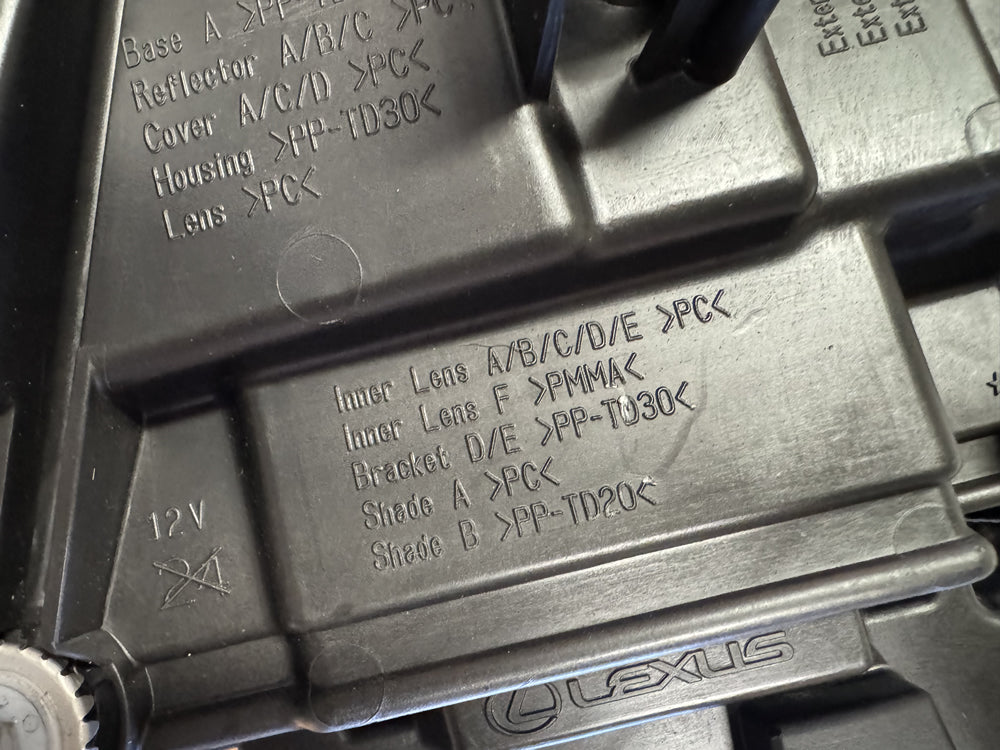 Base A >PP-
Reflector A/B/C >PC
Cover A/C/D >PC<
Housing >PP-TD30<
Lens >PC<
Inner Lens A/B/C/D/E >PC<
Inner Lens F >PMMA<
Bracket D/E >PP-TD30<
Shade A >PC<
Shade B >PP-TD20<
12V
24
LEXUS